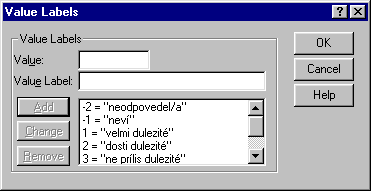 Value Labels
Value Labels
Value:
OK
Value Label:
Cancel
Help
Add
Change
Remove
-2 = "neodpovedel/a"
-1 = "neví"
1 = "velmi dulezité"
2 = "dosti dulezité"
3 = "ne prílis dulezité"